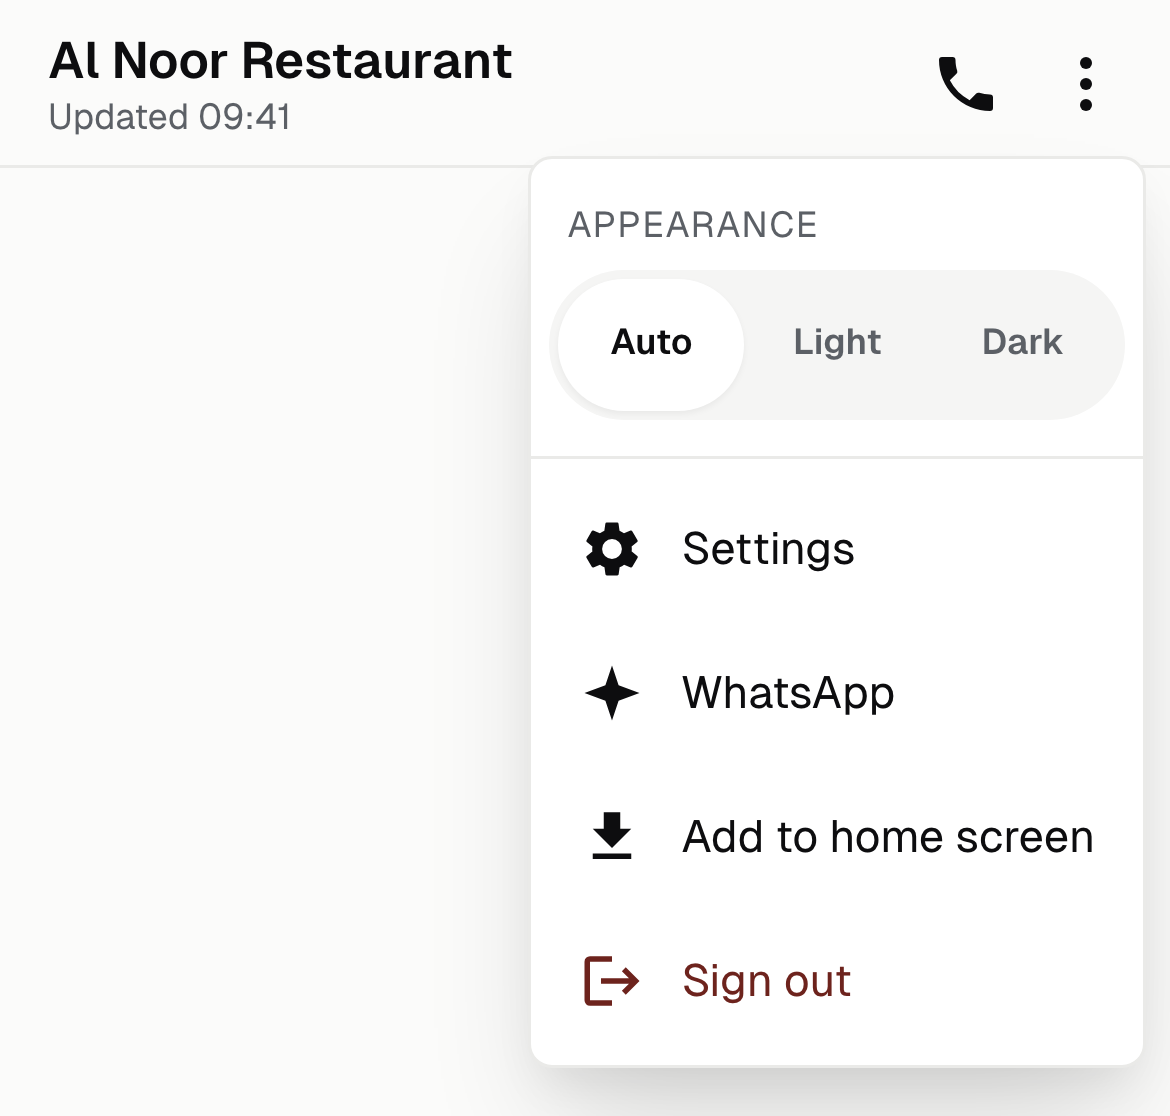 Al Noor Restaurant
Updated 09:41
APPEARANCE
Auto Light Dark
Settings
WhatsApp
Add to home screen
Sign out